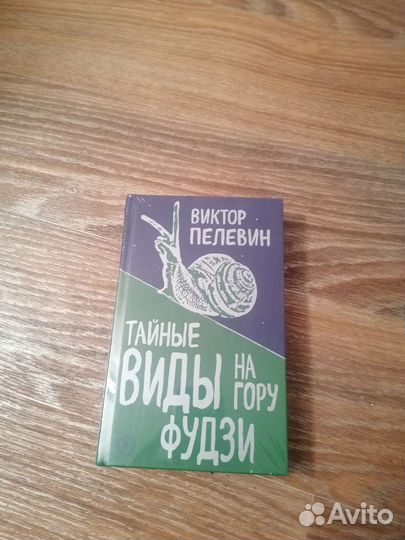 ВИКТОР
ПЕЛЕВИН
ТАЙНЫЕ
ВИДЫ НА ГОРУ
ФУДЗИ
Avito